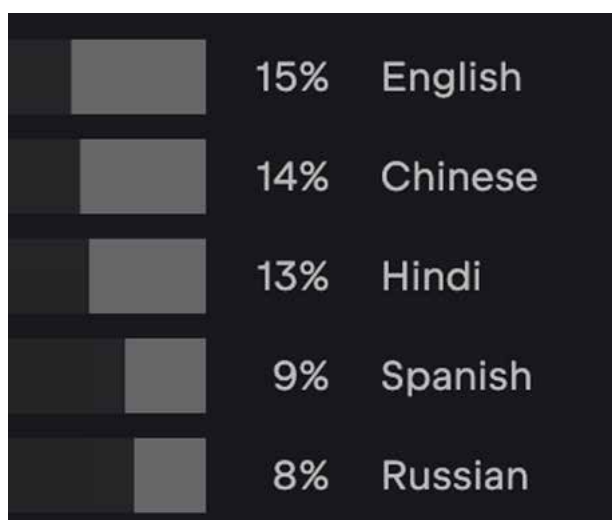 15% English
14% Chinese
13% Hindi
9% Spanish
8% Russian